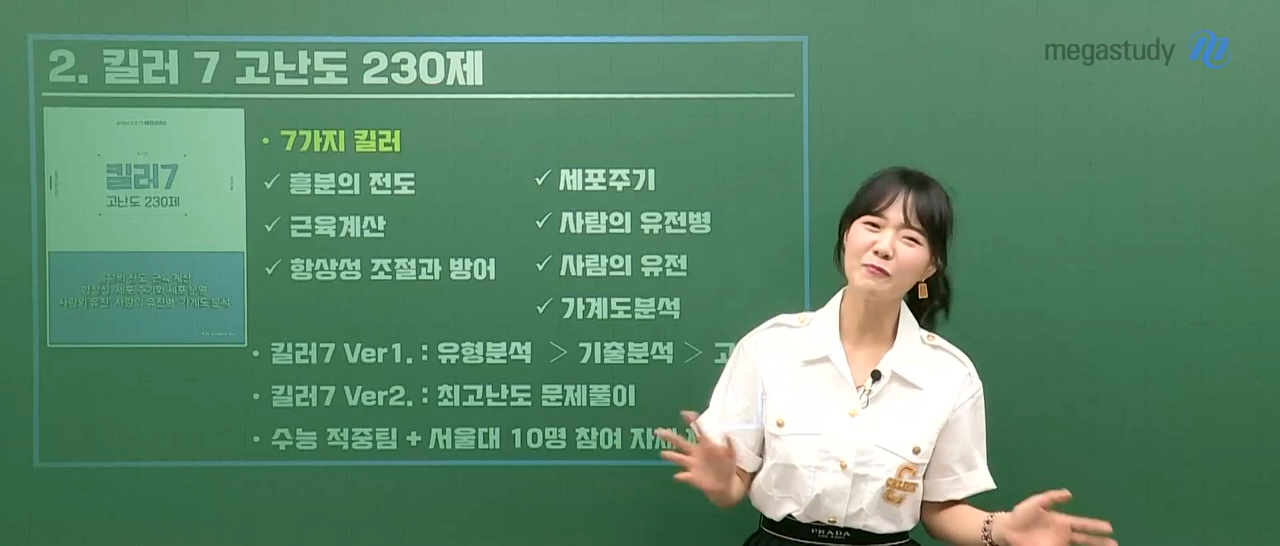 megastudy
2. 킬러 7 고난도 230제
킬러7
고난도 230제
• 7가지 킬러
✓ 흥분의 전도
✓ 근육계산
✓ 항상성 조절과 방어
✓ 세포주기
✓ 사람의 유전병
✓ 사람의 유전
✓ 가계도분석
• 킬러7 Ver1. : 유형분석 > 기출분석 > 고
• 킬러7 Ver2. : 최고난도 문제풀이
• 수능 적중팀 + 서울대 10명 참여 자체
PRADA